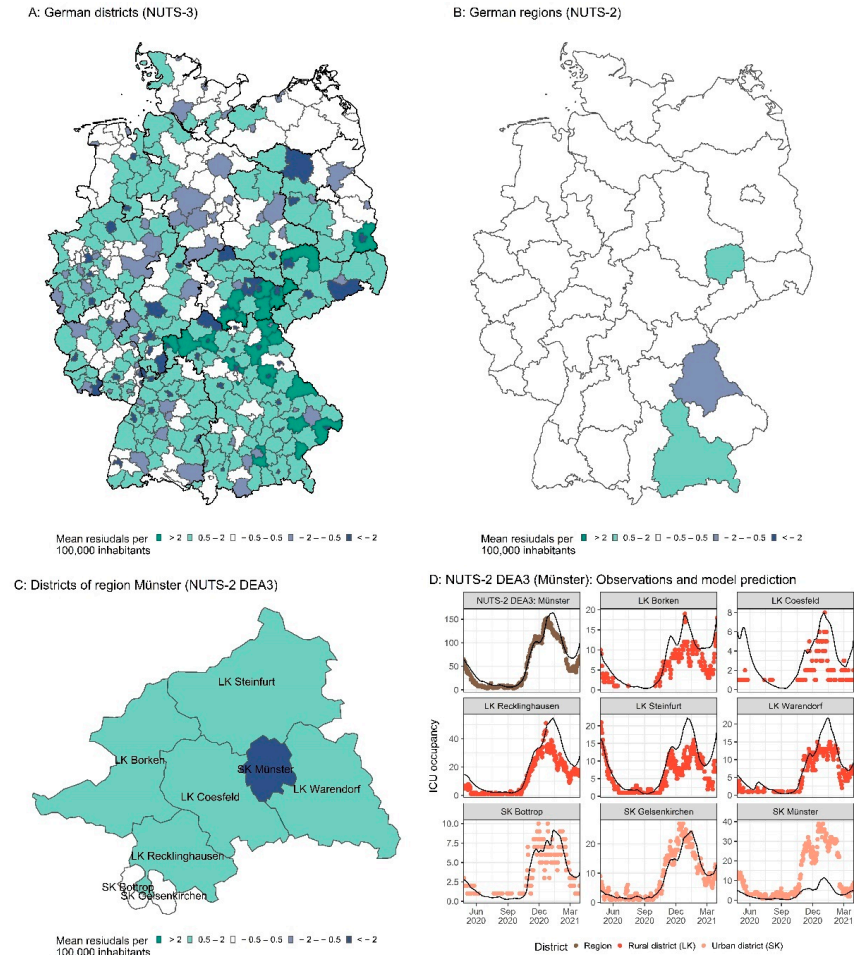 A: German districts (NUTS-3)
B: German regions (NUTS-2)
Mean resiudals per
100,000 inhabitants
> 2 0.5 – 2 – 0.5 – 0.5 – 2 – – 0.5 < – 2
Mean resiudals per
100,000 inhabitants
> 2 0.5 – 2 – 0.5 – 0.5 – 2 – – 0.5 < – 2
C: Districts of region Münster (NUTS-2 DEA3)
LK Steinfurt
LK Borken
SK Münster
LK Coesfeld
LK Warendorf
LK Recklinghausen
SK Bottrop
SK Gelsenkirchen
Mean resiudals per
100,000 inhabitants
> 2 0.5 – 2 – 0.5 – 0.5 – 2 – – 0.5 < – 2
D: NUTS-2 DEA3 (Münster): Observations and model prediction
NUTS-2 DEA3: Münster LK Borken LK Coesfeld
150
100
50
0
20
15
10
5
0
8
6
4
2
0
LK Recklinghausen LK Steinfurt LK Warendorf
40
20
0
20
10
0
20
10
0
SK Bottrop SK Gelsenkirchen SK Münster
10.0
7.5
5.0
2.5
0.0
20
10
0
40
30
20
10
0
ICU occupancy
Jun 2020 Sep 2020 Dec 2020 Mar 2021
Jun 2020 Sep 2020 Dec 2020 Mar 2021
Jun 2020 Sep 2020 Dec 2020 Mar 2021
District Region Rural district (LK) Urban district (SK)